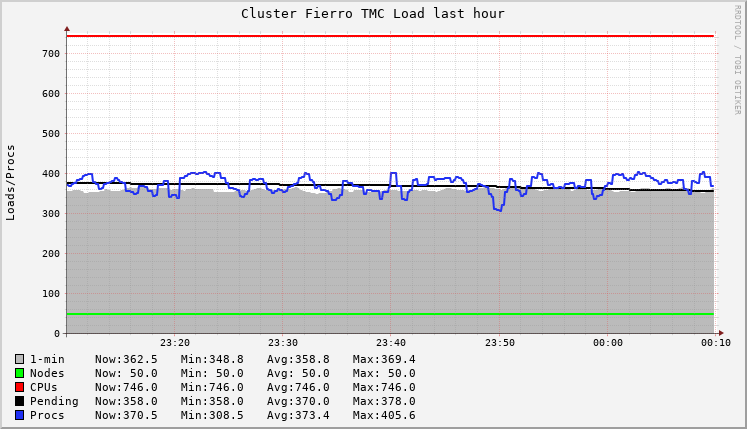 Cluster Fierro TMC Load last hour
RRDTOOL / TOBI OETIKER
Loads/Procs
700
600
500
400
300
200
100
0
23:20 23:30 23:40 23:50 00:00 00:10
1-min Now:362.5 Min:348.8 Avg:358.8 Max:369.4
Nodes Now: 50.0 Min: 50.0 Avg: 50.0 Max: 50.0
CPUs Now:746.0 Min:746.0 Avg:746.0 Max:746.0
Pending Now:358.0 Min:358.0 Avg:370.0 Max:378.0
Procs Now:370.5 Min:308.5 Avg:373.4 Max:405.6